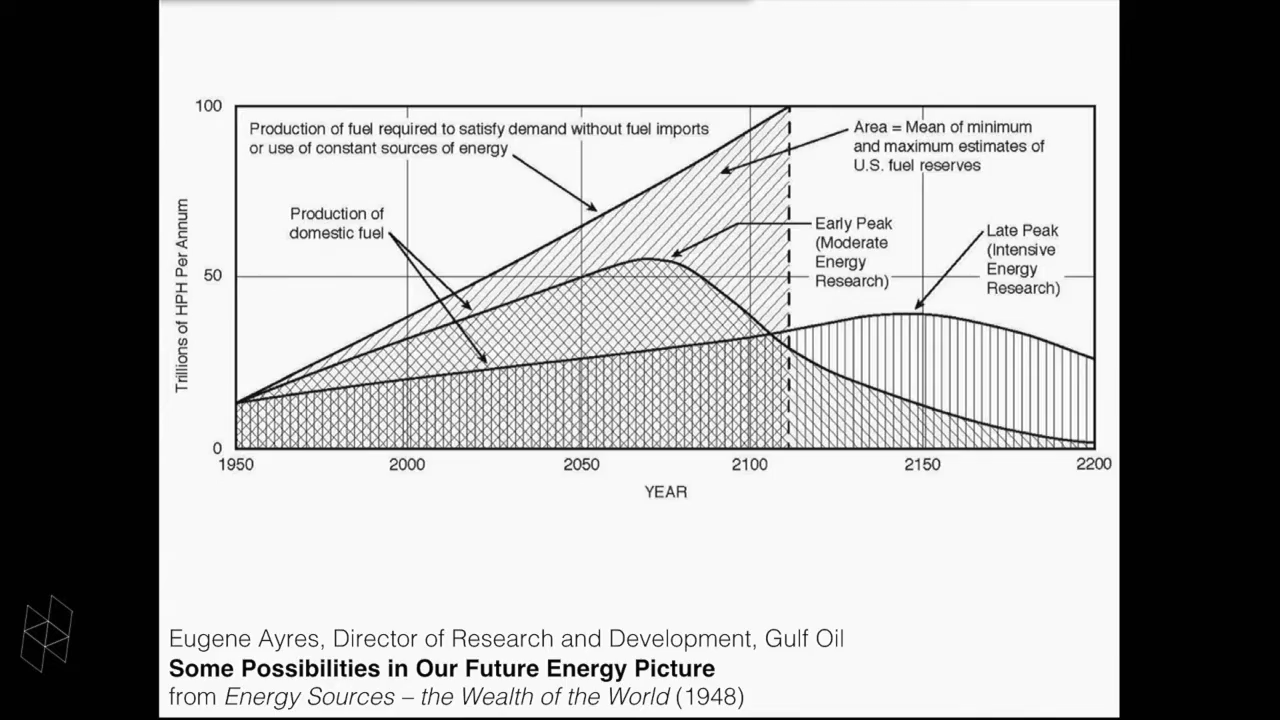 100
Production of fuel required to satisfy demand without fuel imports
or use of constant sources of energy
Area = Mean of minimum
and maximum estimates of
U.S. fuel reserves
Production of
domestic fuel
Early Peak
(Moderate
Energy
Research)
Late Peak
(Intensive
Energy
Research)
Trillions of HPH Per Annum
50
0
1950
2000
2050
2100
2150
2200
YEAR
Eugene Ayres, Director of Research and Development, Gulf Oil
Some Possibilities in Our Future Energy Picture
from Energy Sources – the Wealth of the World (1948)